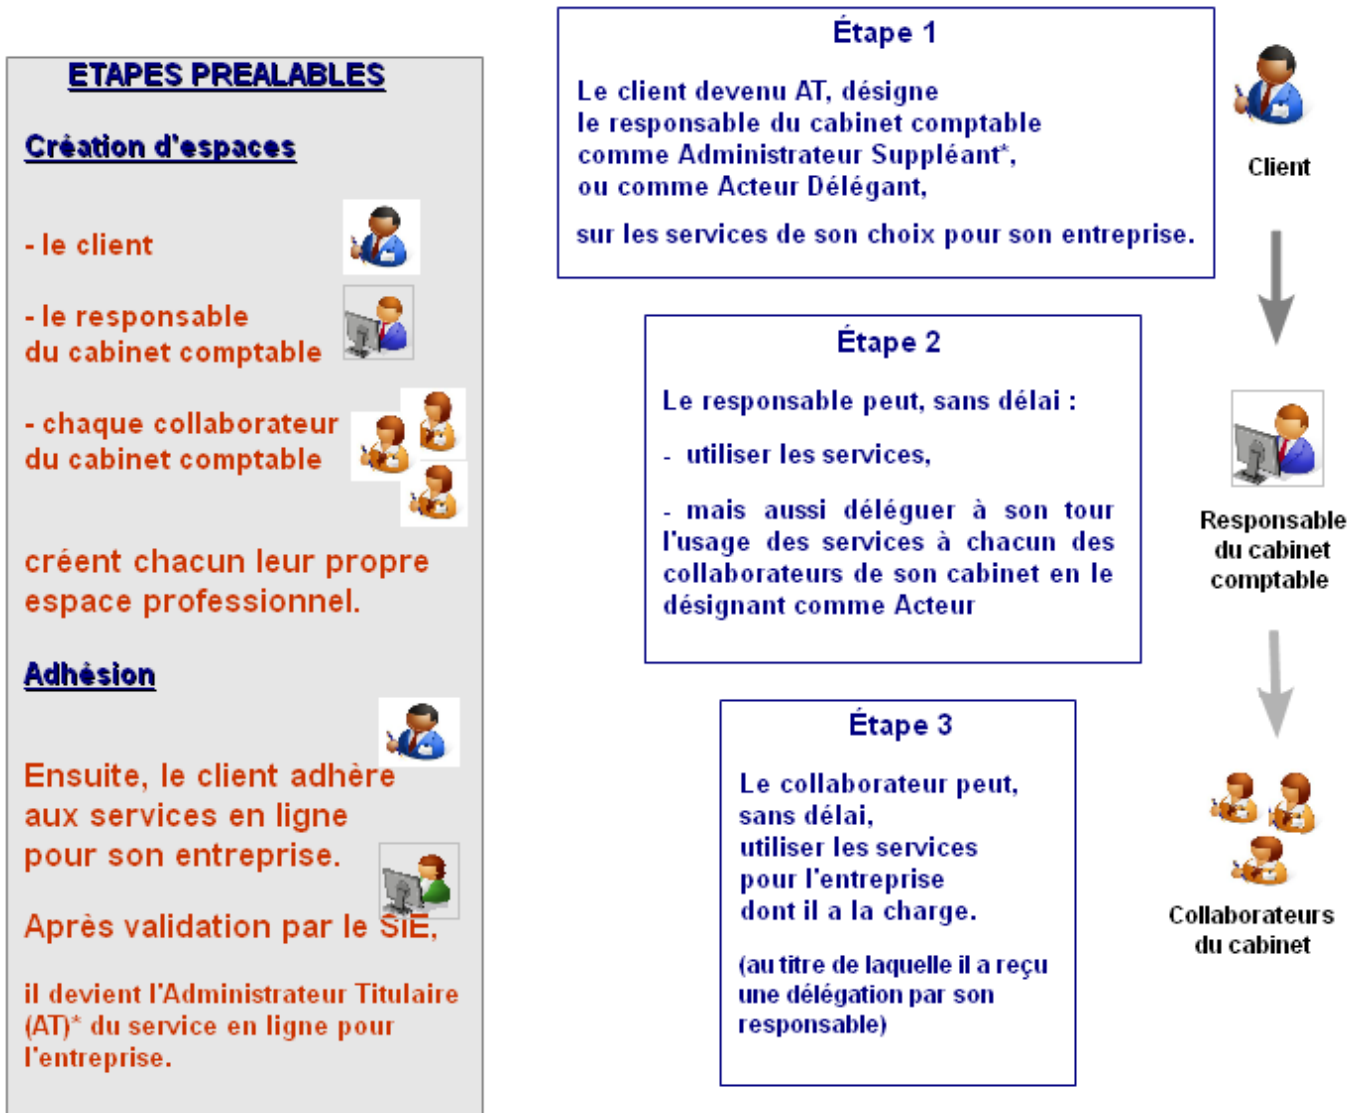 ETAPES PREALABLES
Création d'espaces
- le client
- le responsable
du cabinet comptable
- chaque collaborateur
du cabinet comptable
créent chacun leur propre
espace professionnel.
Adhésion
Ensuite, le client adhère
aux services en ligne
pour son entreprise.
Après validation par le SIE,
il devient l'Administrateur Titulaire
(AT)* du service en ligne pour
l'entreprise.
Étape 1
Le client devenu AT, désigne
le responsable du cabinet comptable
comme Administrateur Suppléant*,
ou comme Acteur Délégant,
sur les services de son choix pour son entreprise.
Client
Étape 2
Le responsable peut, sans délai :
- utiliser les services,
- mais aussi déléguer à son tour
l'usage des services à chacun des
collaborateurs de son cabinet en le
désignant comme Acteur
Responsable
du cabinet
comptable
Étape 3
Le collaborateur peut,
sans délai,
utiliser les services
pour l'entreprise
dont il a la charge.
(au titre de laquelle il a reçu
une délégation par son
responsable)
Collaborateurs
du cabinet